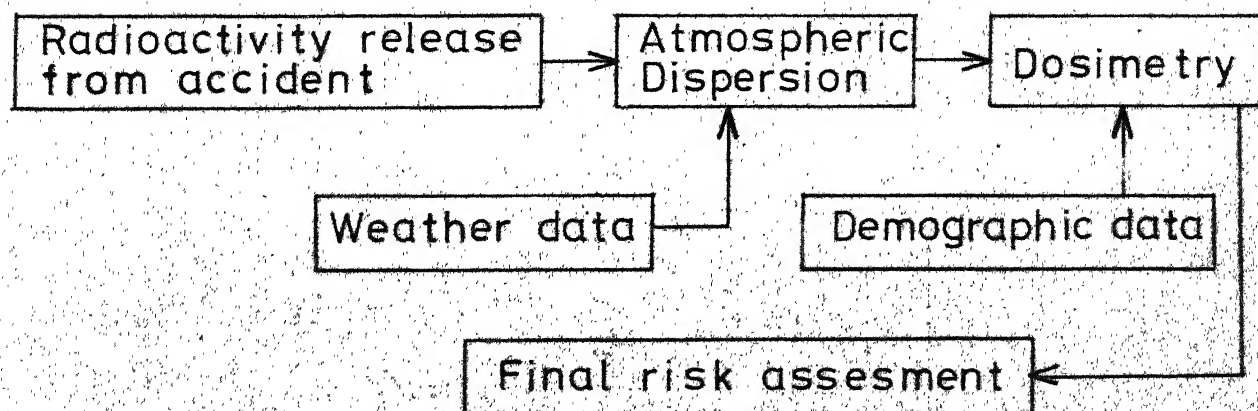 Radioactivity release
from accident
Atmospheric
Dispersion
Dosimetry
Weather data
Demographic data
Final risk assesment